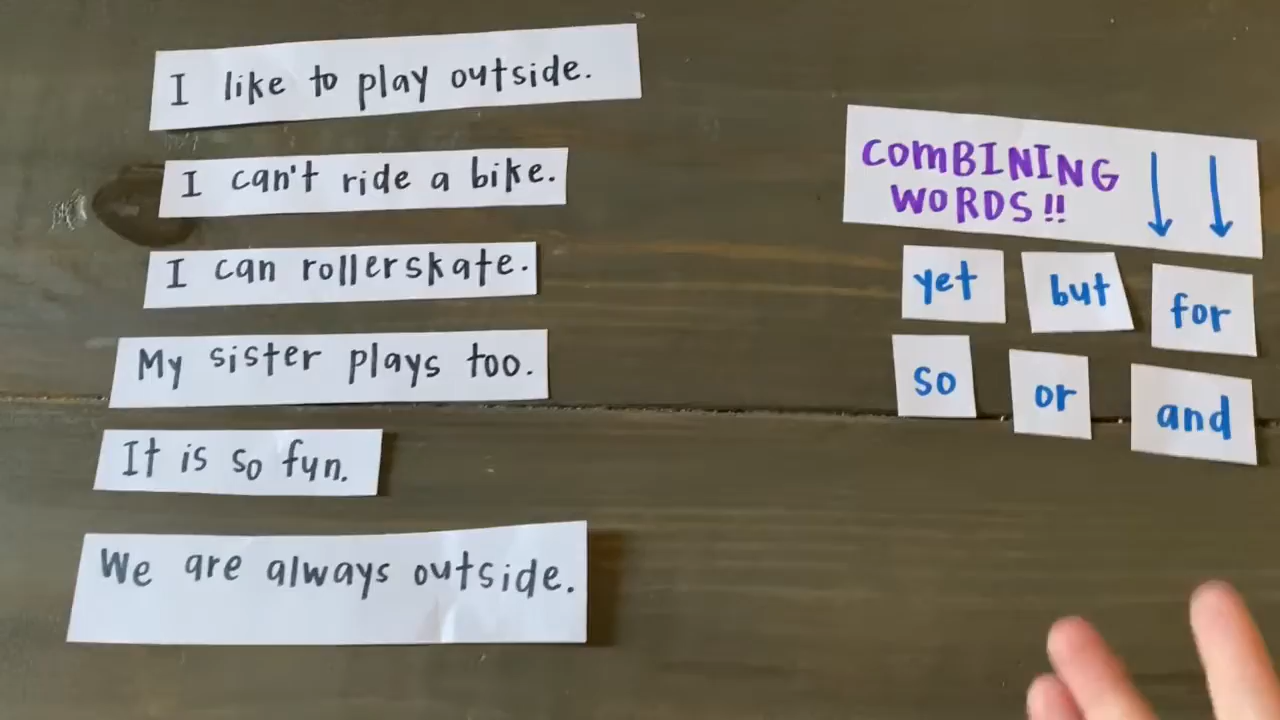 I like to play outside.
I can't ride a bike.
I can rollerskate.
My sister plays too.
It is so fun.
We are always outside.
COMBINING
WORDS!!
yet but for
so or and